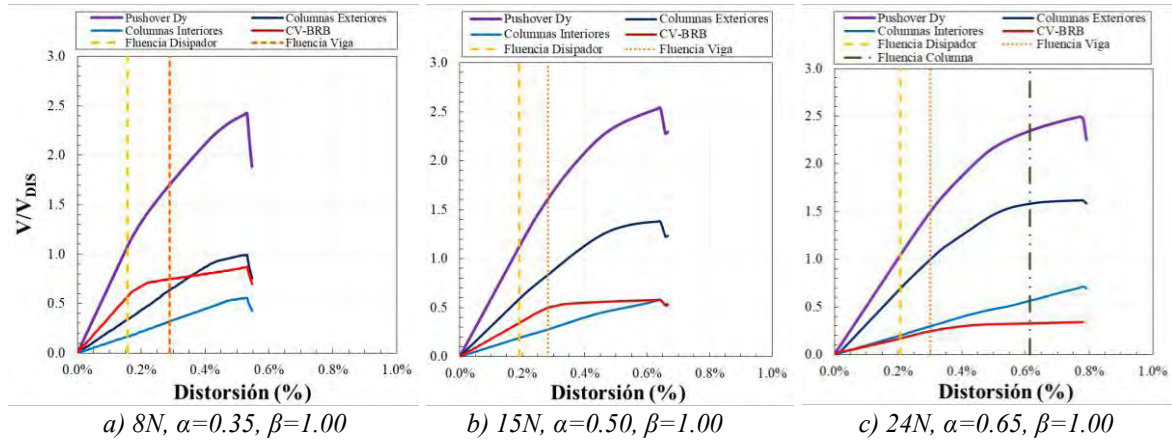 Pushover Dy
Columnas Exteriores
Columnas Interiores
CV-BRB
Fluencia Disipador
Fluencia Viga
3.0
2.5
2.0
1.5
1.0
0.5
0.0
V/V_DIS
0.0% 0.2% 0.4% 0.6% 0.8% 1.0%
Distorsión (%)
a) 8N, α=0.35, β=1.00
Pushover Dy
Columnas Exteriores
Columnas Interiores
CV-BRB
Fluencia Disipador
Fluencia Viga
3.0
2.5
2.0
1.5
1.0
0.5
0.0
0.0% 0.2% 0.4% 0.6% 0.8% 1.0%
Distorsión (%)
b) 15N, α=0.50, β=1.00
Pushover Dy
Columnas Exteriores
Columnas Interiores
CV-BRB
Fluencia Disipador
Fluencia Viga
Fluencia Columna
3.0
2.5
2.0
1.5
1.0
0.5
0.0
0.0% 0.2% 0.4% 0.6% 0.8% 1.0%
Distorsión (%)
c) 24N, α=0.65, β=1.00